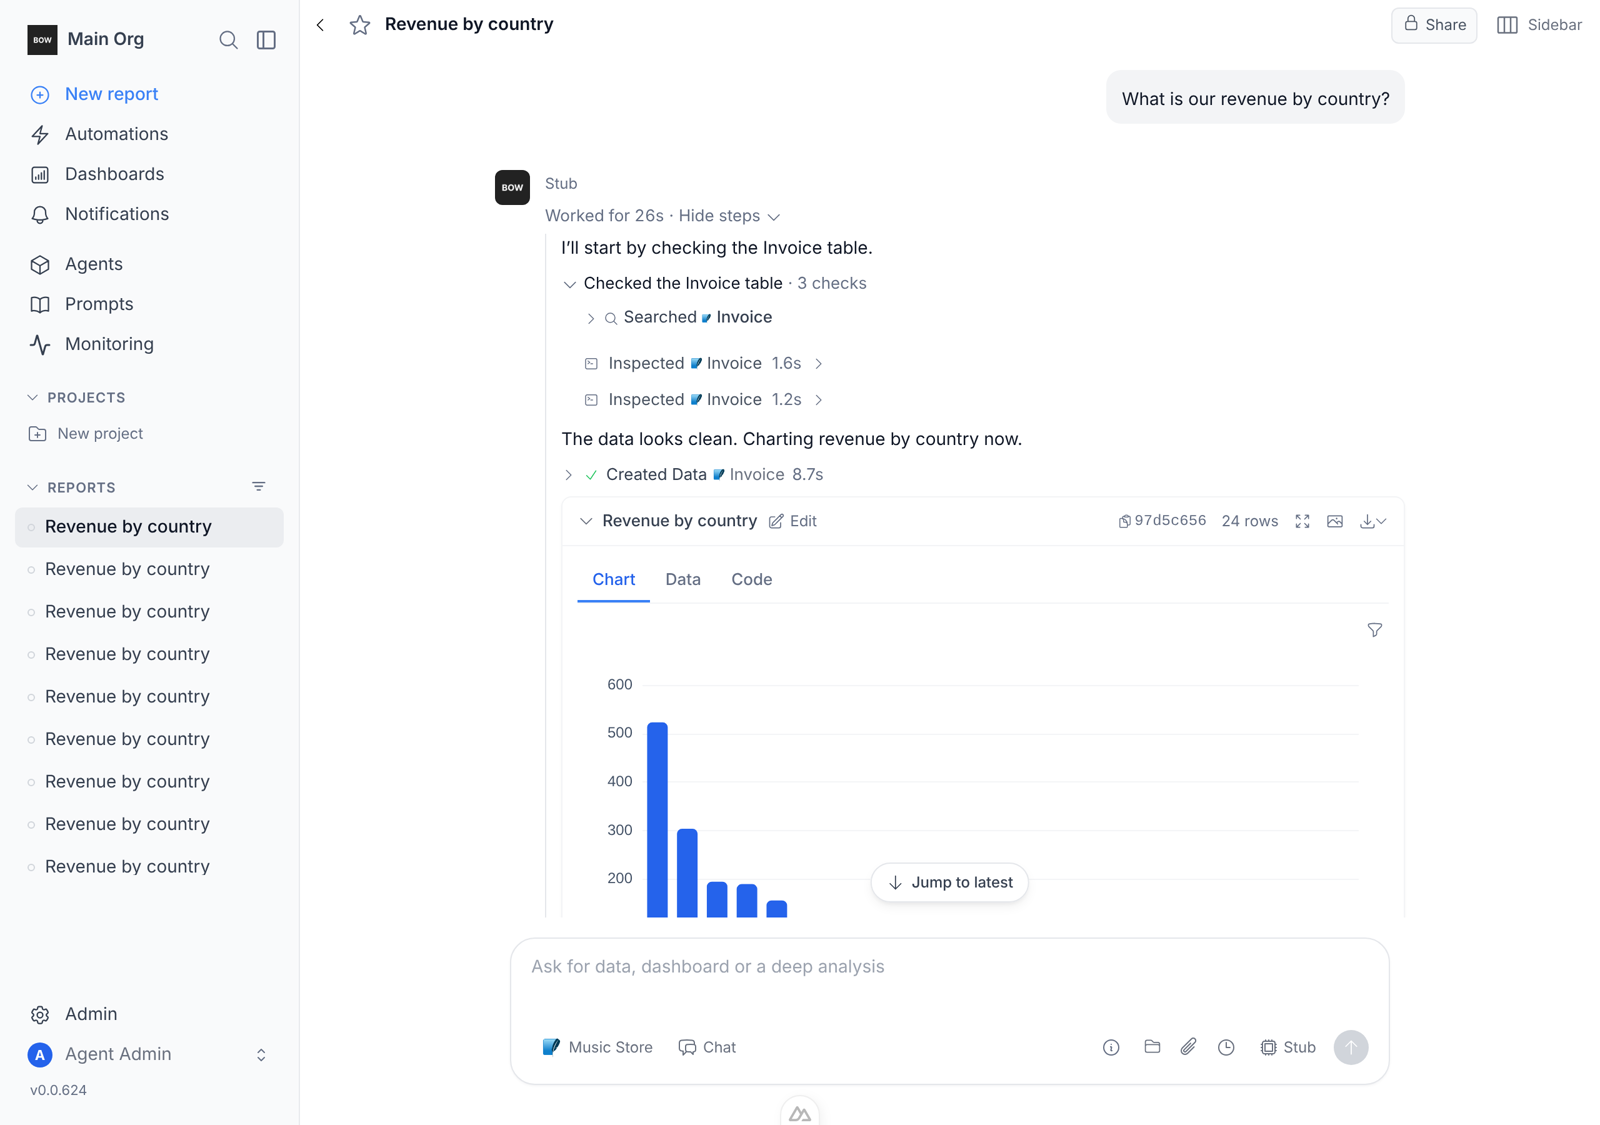 BOW Main Org
New report
Automations
Dashboards
Notifications
Agents
Prompts
Monitoring
PROJECTS
New project
REPORTS
Revenue by country
Revenue by country
Revenue by country
Revenue by country
Revenue by country
Revenue by country
Revenue by country
Revenue by country
Revenue by country
Admin
A Agent Admin
v0.0.624
Revenue by country
Share Sidebar
What is our revenue by country?
BOW Stub
Worked for 26s · Hide steps
I'll start by checking the Invoice table.
Checked the Invoice table · 3 checks
Searched Invoice
Inspected Invoice 1.6s
Inspected Invoice 1.2s
The data looks clean. Charting revenue by country now.
Created Data Invoice 8.7s
Revenue by country Edit 97d5c656 24 rows
Chart Data Code
600
500
400
300
200
Jump to latest
Ask for data, dashboard or a deep analysis
Music Store Chat Stub